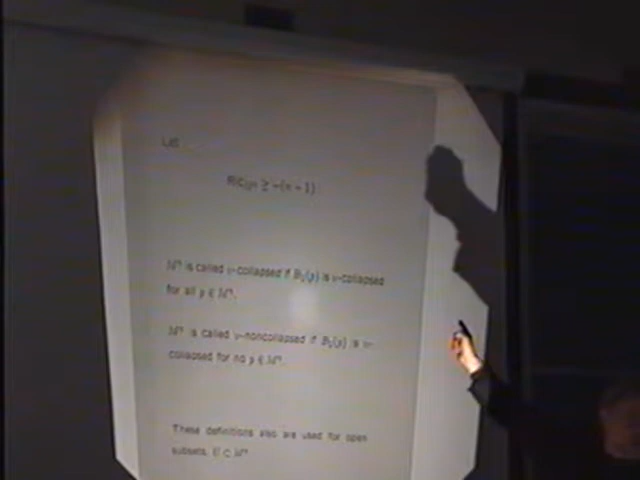 Let
Ric_{M^n} ≥ −(n − 1)
M^n is called υ-collapsed if B_1(p) is υ-collapsed
for all p ∈ M^n.
M^n is called υ-noncollapsed if B_1(p) is υ-
collapsed for no p ∈ M^n.
These definitions also are used for open
subsets, U ⊂ M^n